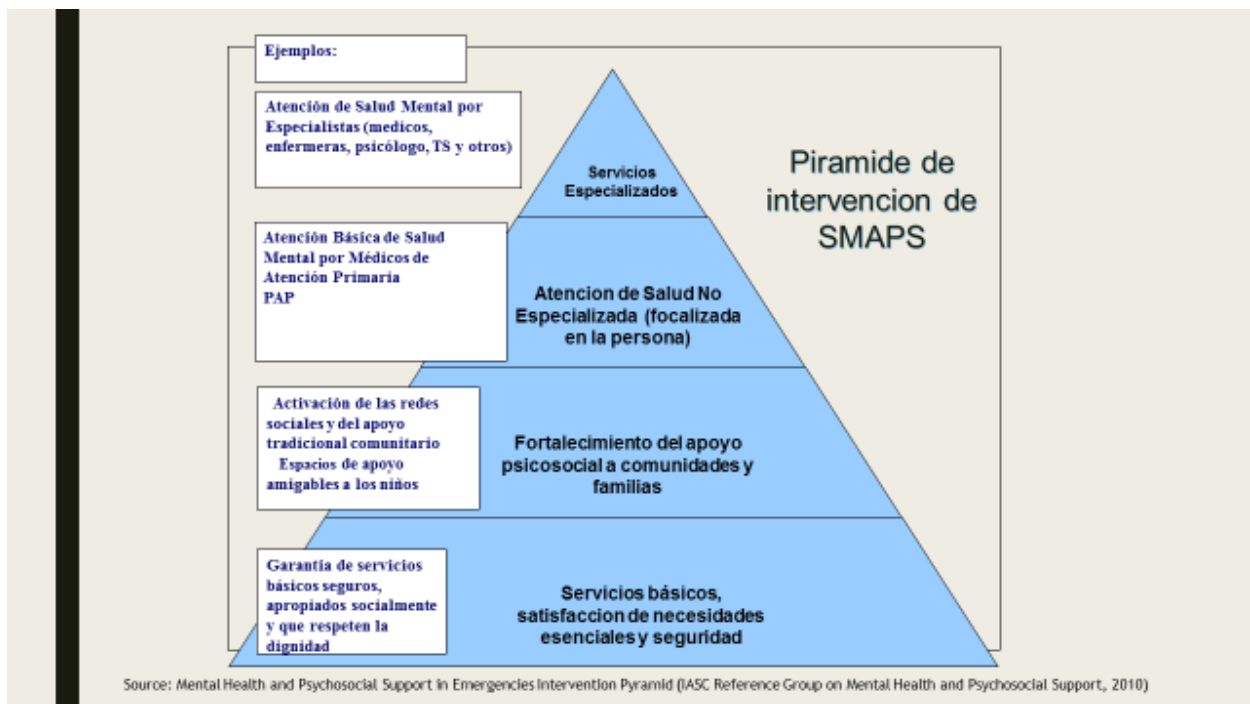 Ejemplos:
Atención de Salud Mental por
Especialistas (medicos,
enfermeras, psicólogo, TS y otros)
Servicios
Especializados
Piramide de
intervencion de
SMAPS
Atención Básica de Salud
Mental por Médicos de
Atención Primaria
PAP
Atencion de Salud No
Especializada (focalizada
en la persona)
Activación de las redes
sociales y del apoyo
tradicional comunitario
Espacios de apoyo
amigables a los niños
Fortalecimiento del apoyo
psicosocial a comunidades y
familias
Garantía de servicios
básicos seguros,
apropiados socialmente
y que respeten la
dignidad
Servicios básicos,
satisfaccion de necesidades
esenciales y seguridad
Source: Mental Health and Psychosocial Support in Emergencies Intervention Pyramid (IASC Reference Group on Mental Health and Psychosocial Support, 2010)